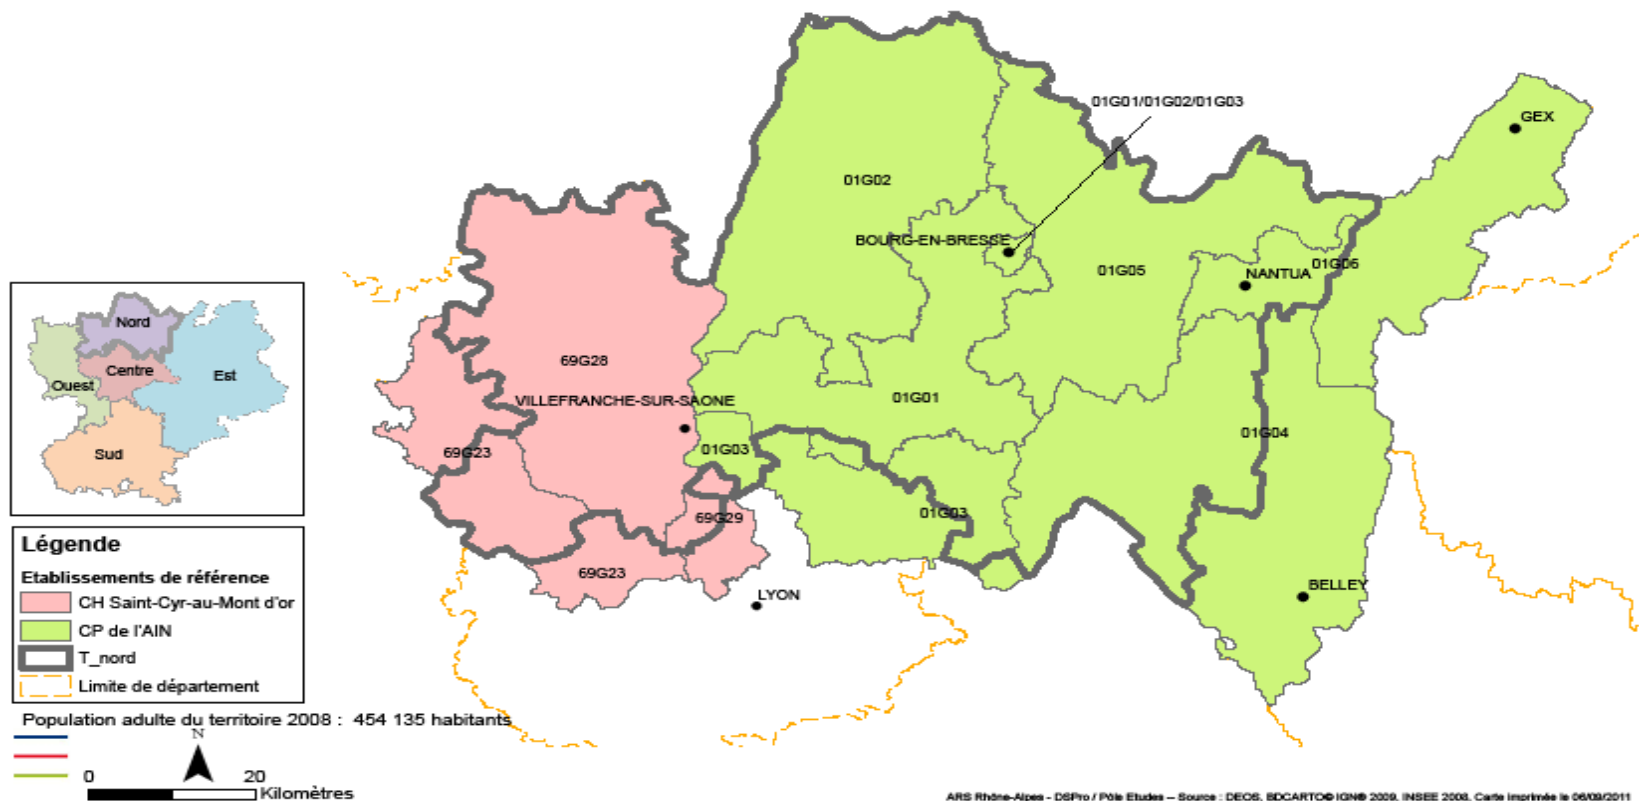 01G01/01G02/01G03
GEX
01G02
BOURG-EN-BRESSE
01G05
NANTUA
01G06
Nord
Centre
Ouest
Est
Sud
69G28
VILLEFRANCHE-SUR-SAONE
01G01
01G04
69G23
01G03
69G29
01G03
69G23
LYON
BELLEY
Légende
Etablissements de référence
CH Saint-Cyr-au-Mont d'or
CP de l'AIN
T_nord
Limite de département
Population adulte du territoire 2008 : 454 135 habitants
N
0 20
Kilomètres
ARS Rhône-Alpes - DSPro / Pôle Etudes – Source : DEOS, BDCARTO© IGN® 2009, INSEE 2008, Carte imprimée le 06/09/2011